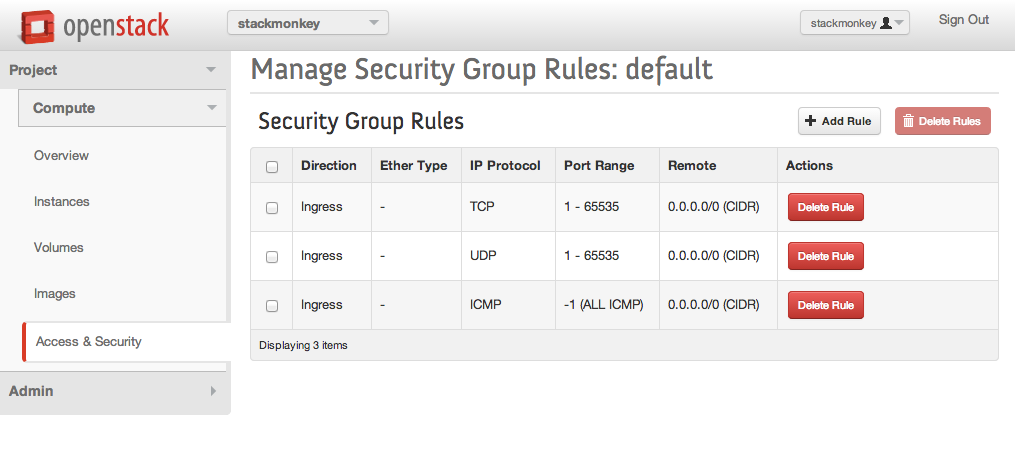 openstack
stackmonkey
stackmonkey
Sign Out
Project
Compute
Overview
Instances
Volumes
Images
Access & Security
Admin
Manage Security Group Rules: default
Security Group Rules
Add Rule
Delete Rules
Direction Ether Type IP Protocol Port Range Remote Actions
Ingress - TCP 1 - 65535 0.0.0.0/0 (CIDR) Delete Rule
Ingress - UDP 1 - 65535 0.0.0.0/0 (CIDR) Delete Rule
Ingress - ICMP -1 (ALL ICMP) 0.0.0.0/0 (CIDR) Delete Rule
Displaying 3 items